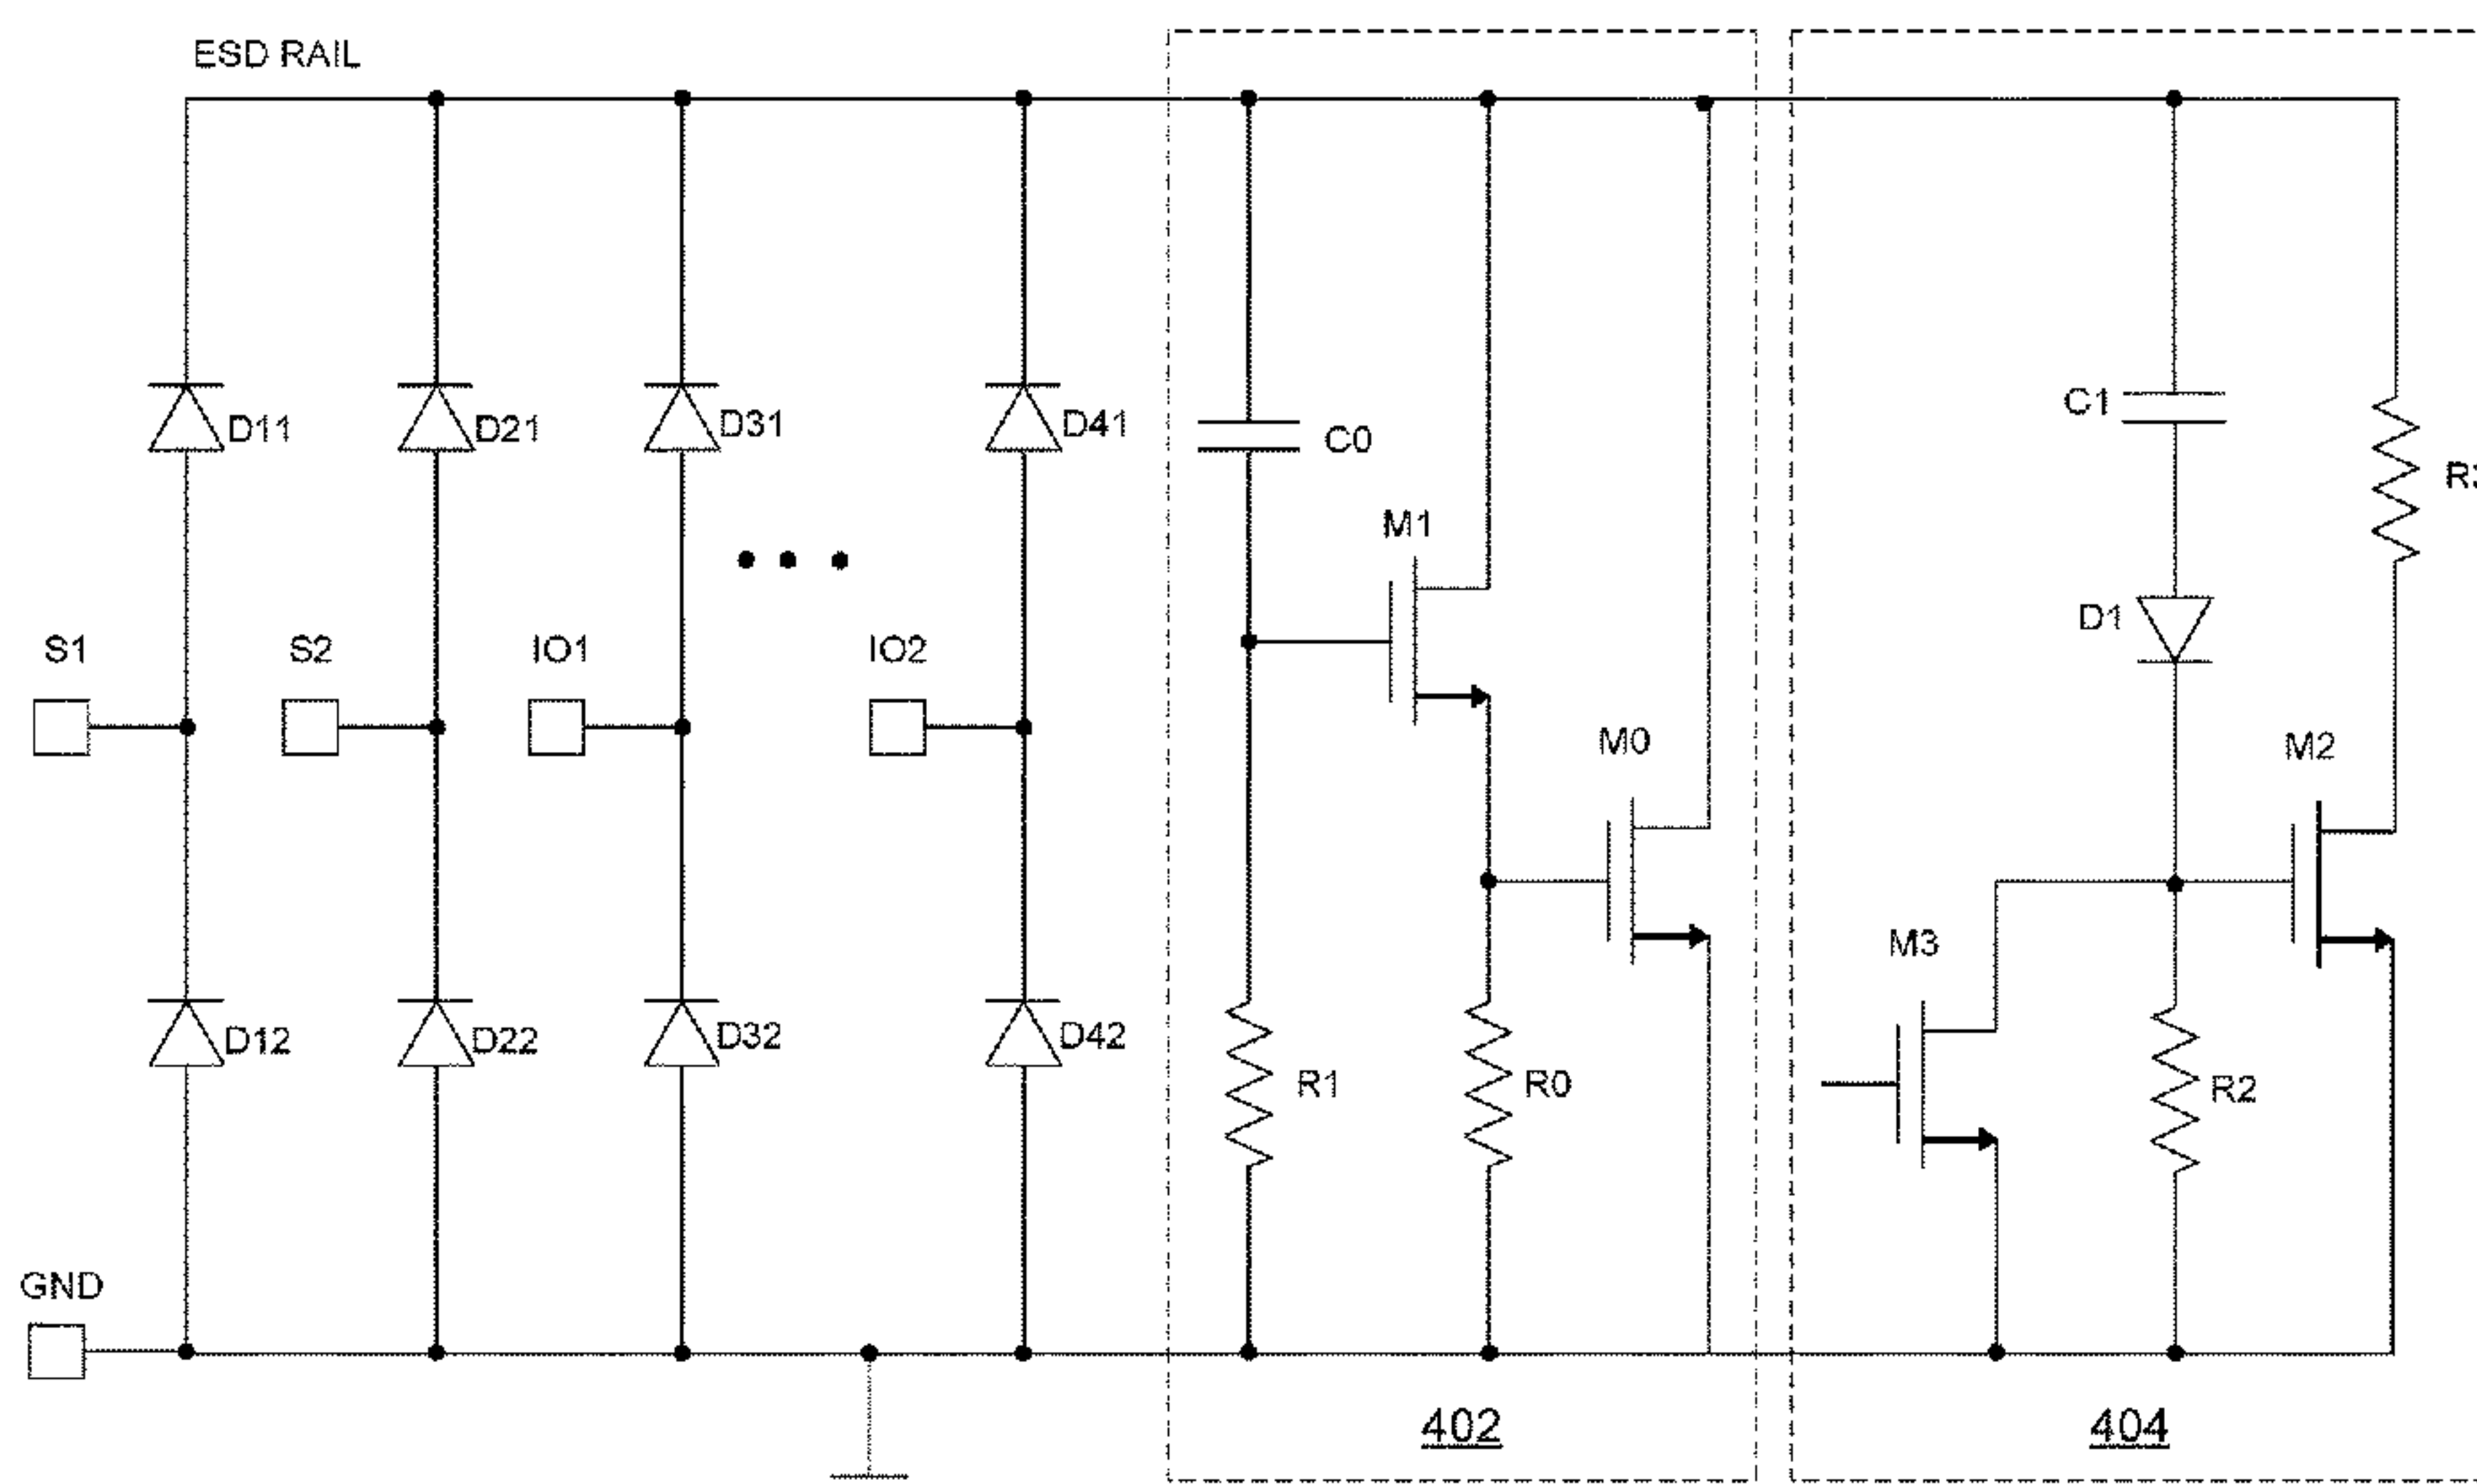 ESD RAIL
D11
D21
D31
D41
C0
C1
M1
D1
S1
S2
IO1
IO2
M0
M2
M3
D12
D22
D32
D42
R1
R0
R2
GND
402
404